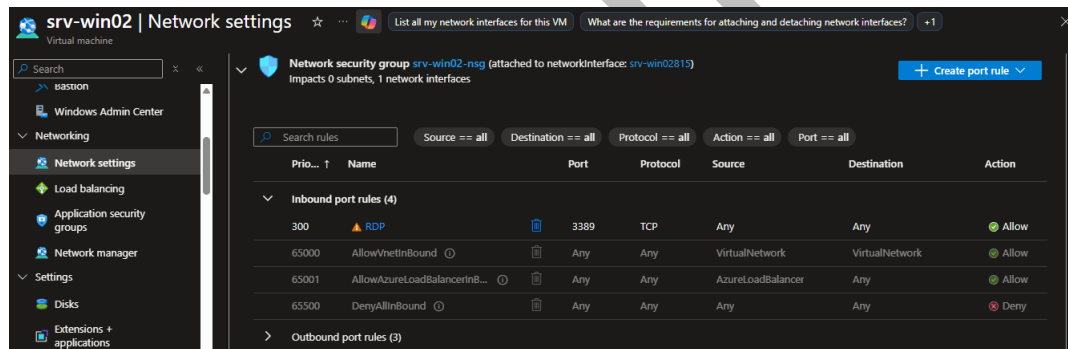 srv-win02 | Network settings ☆ ... List all my network interfaces for this VM What are the requirements for attaching and detaching network interfaces? +1
Virtual machine
Search
Bastion
Windows Admin Center
Networking
Network settings
Load balancing
Application security
groups
Network manager
Settings
Disks
Extensions +
applications
Network security group srv-win02-nsg (attached to networkInterface: srv-win02815)
Impacts 0 subnets, 1 network interfaces
+ Create port rule
Search rules Source == all Destination == all Protocol == all Action == all Port == all
Prio... ↑ Name Port Protocol Source Destination Action
Inbound port rules (4)
300 RDP 3389 TCP Any Any Allow
65000 AllowVnetInBound Any Any VirtualNetwork VirtualNetwork Allow
65001 AllowAzureLoadBalancerInB... Any Any AzureLoadBalancer Any Allow
65500 DenyAllInBound Any Any Any Any Deny
Outbound port rules (3)